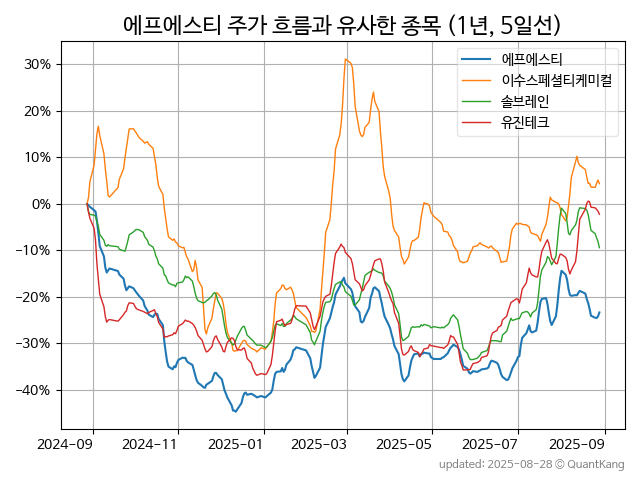 에프에스티 주가 흐름과 유사한 종목 (1년, 5일선)
에프에스티
이수스페셜티케미컬
솔브레인
유진테크
30%
20%
10%
0%
−10%
−20%
−30%
−40%
2024-09 2024-11 2025-01 2025-03 2025-05 2025-07 2025-09
updated: 2025-08-28 © QuantKang